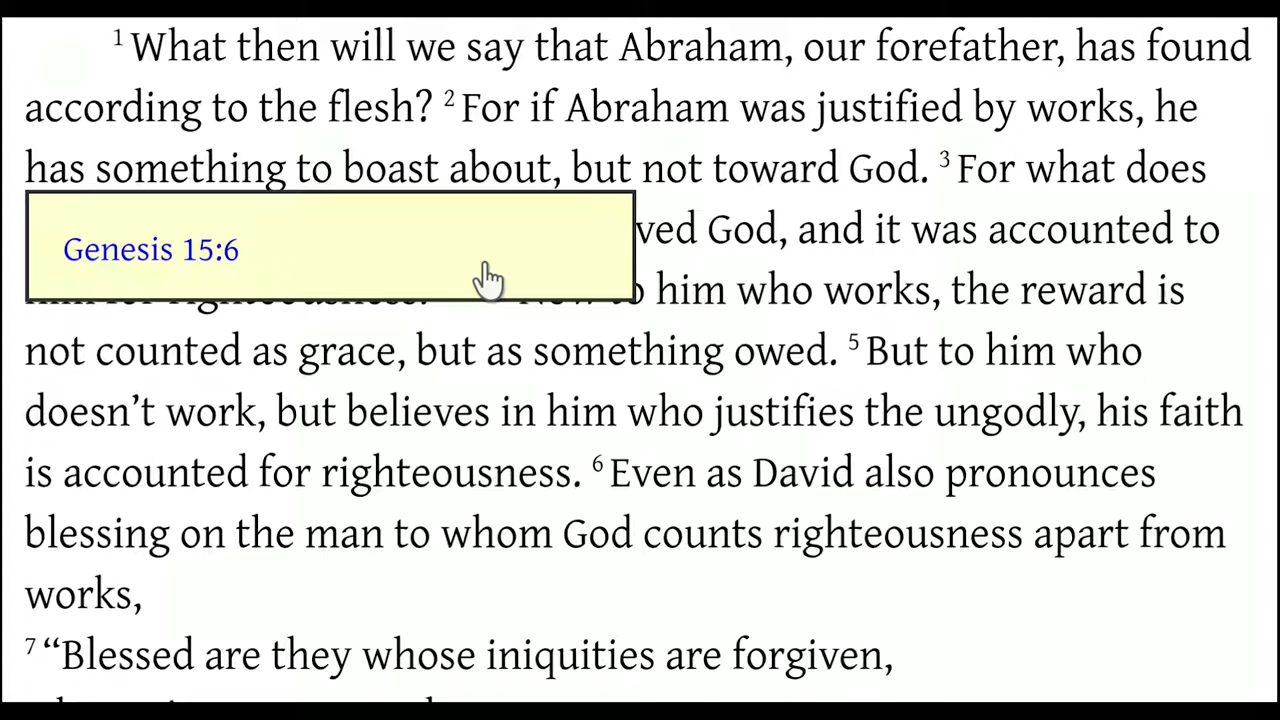 1 What then will we say that Abraham, our forefather, has found
according to the flesh? 2 For if Abraham was justified by works, he
has something to boast about, but not toward God. 3 For what does
Genesis 15:6
ved God, and it was accounted to
him who works, the reward is
not counted as grace, but as something owed. 5 But to him who
doesn’t work, but believes in him who justifies the ungodly, his faith
is accounted for righteousness. 6 Even as David also pronounces
blessing on the man to whom God counts righteousness apart from
works,
7 “Blessed are they whose iniquities are forgiven,